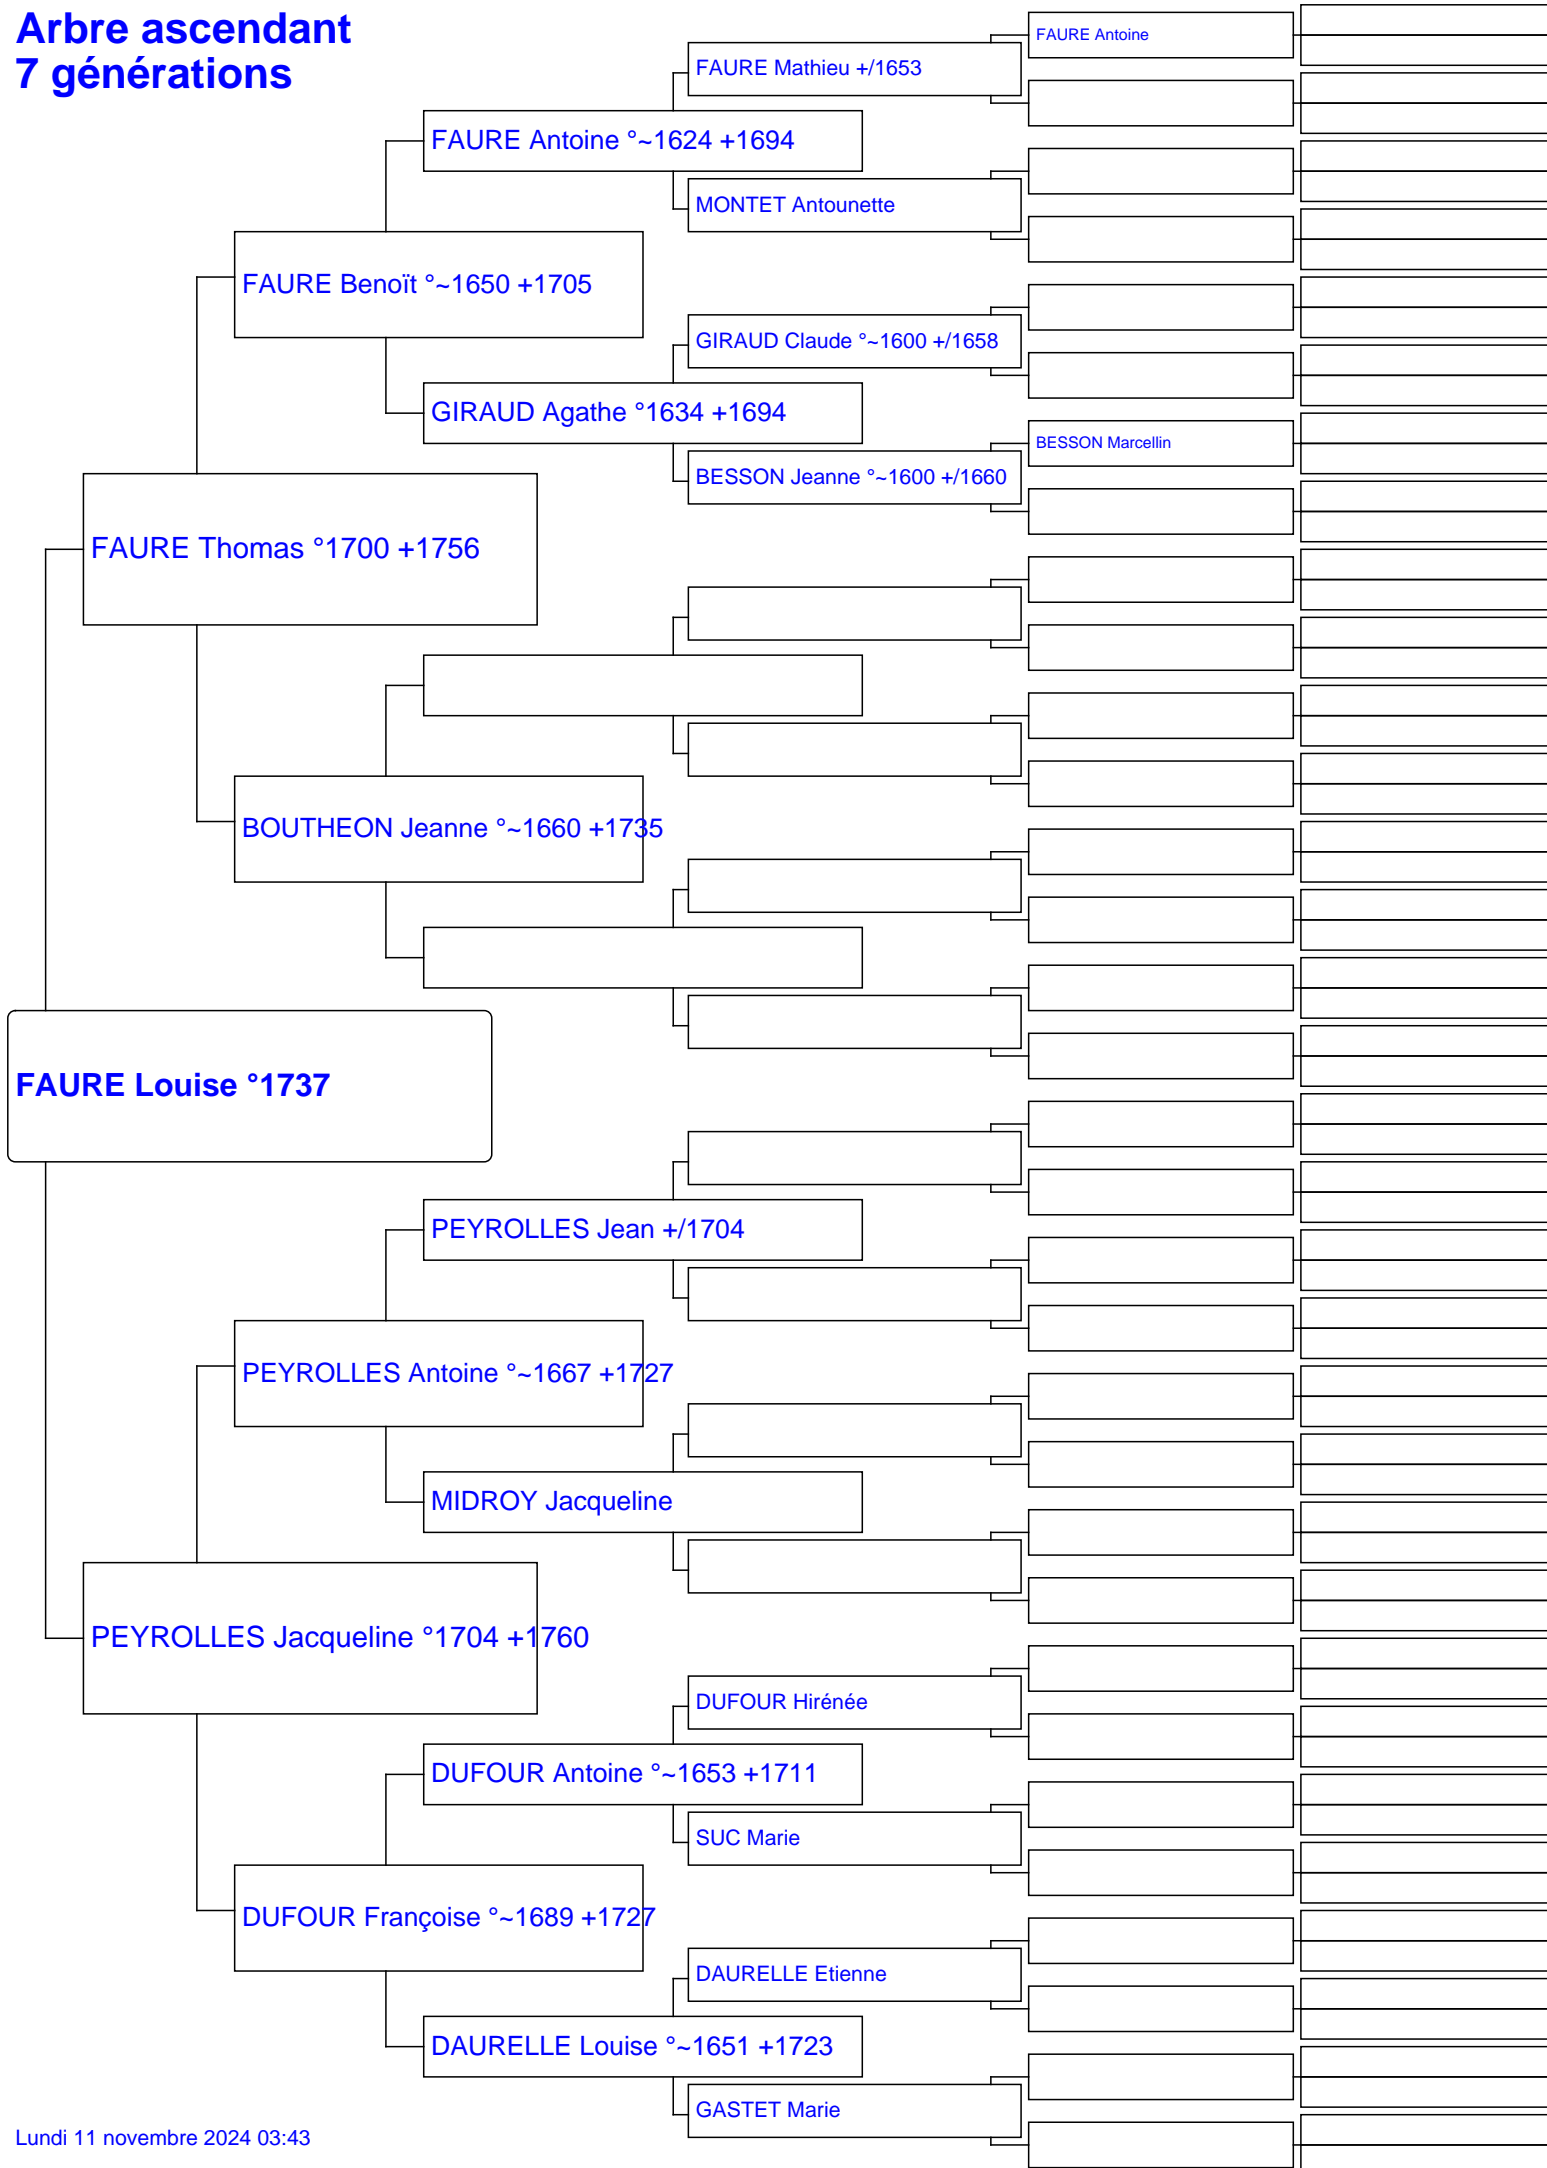 Arbre ascendant
7 générations
FAURE Antoine
FAURE Mathieu +/1653
FAURE Antoine °~1624 +1694
MONTET Antounette
FAURE Benoït °~1650 +1705
GIRAUD Claude °~1600 +/1658
GIRAUD Agathe °1634 +1694
BESSON Marcellin
BESSON Jeanne °~1600 +/1660
FAURE Thomas °1700 +1756
BOUTHEON Jeanne °~1660 +1735
FAURE Louise °1737
PEYROLLES Jean +/1704
PEYROLLES Antoine °~1667 +1727
MIDROY Jacqueline
PEYROLLES Jacqueline °1704 +1760
DUFOUR Hirénée
DUFOUR Antoine °~1653 +1711
SUC Marie
DUFOUR Françoise °~1689 +1727
DAURELLE Etienne
DAURELLE Louise °~1651 +1723
GASTET Marie
Lundi 11 novembre 2024 03:43